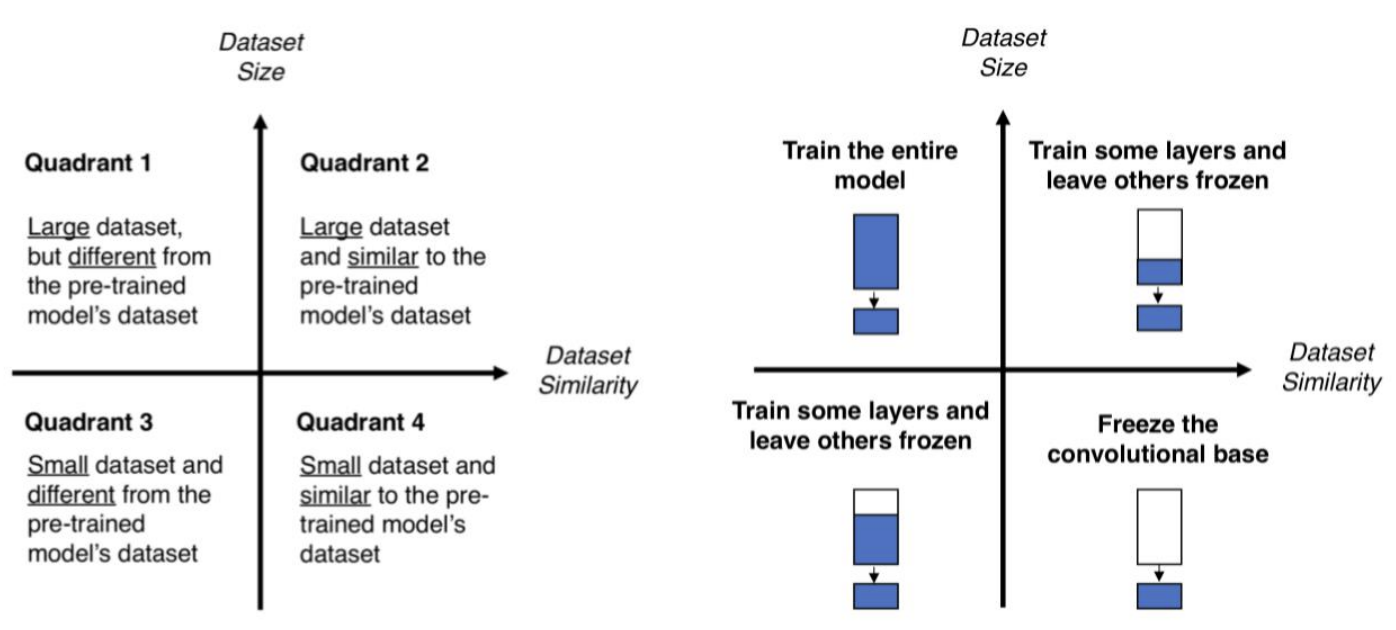 Dataset
Size
Quadrant 1
Large dataset,
but different from
the pre-trained
model's dataset
Quadrant 2
Large dataset
and similar to the
pre-trained
model's dataset
Dataset
Similarity
Quadrant 3
Small dataset and
different from the
pre-trained
model's dataset
Quadrant 4
Small dataset and
similar to the pre-
trained model's
dataset
Dataset
Size
Train the entire
model
Train some layers and
leave others frozen
Dataset
Similarity
Train some layers and
leave others frozen
Freeze the
convolutional base